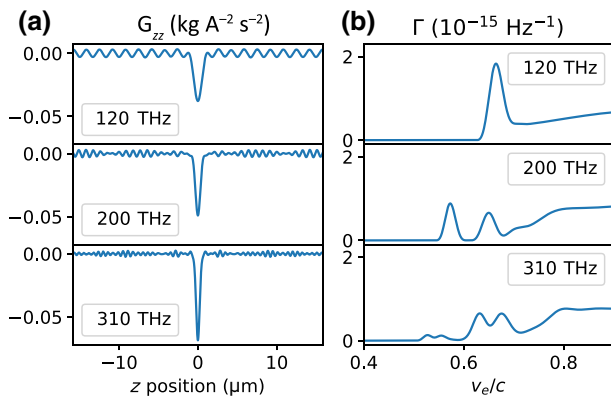 (a)
G_zz (kg A⁻² s⁻²)
0.00
−0.05
120 THz
0.00
−0.05
200 THz
0.00
−0.05
310 THz
−10
0
10
z position (μm)
(b)
Γ (10⁻¹⁵ Hz⁻¹)
2
0
120 THz
2
0
200 THz
2
0
310 THz
0.4
0.6
0.8
v_e/c